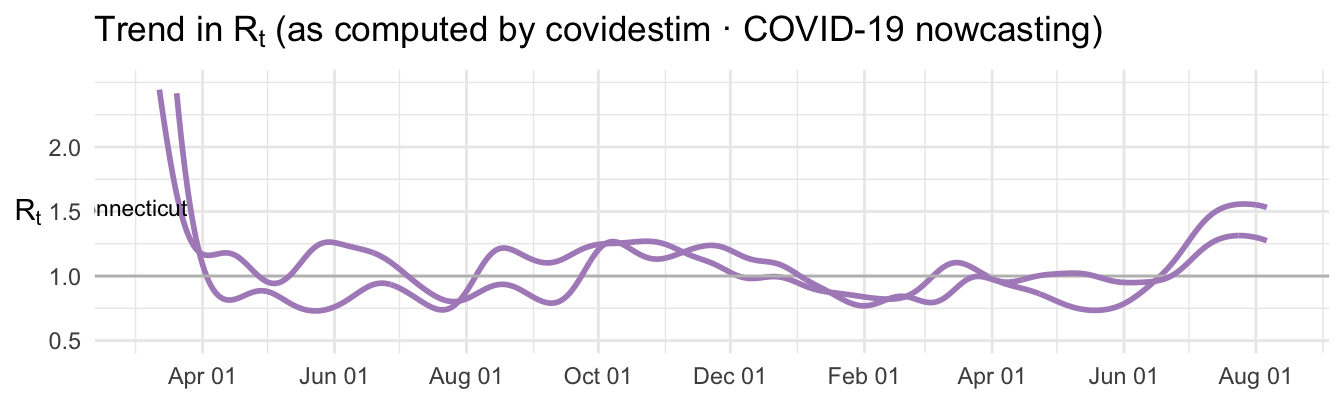 Trend in Rt (as computed by covidestim · COVID-19 nowcasting)
2.0
Rt 1.5 onnecticut
1.0
0.5
Apr 01 Jun 01 Aug 01 Oct 01 Dec 01 Feb 01 Apr 01 Jun 01 Aug 01